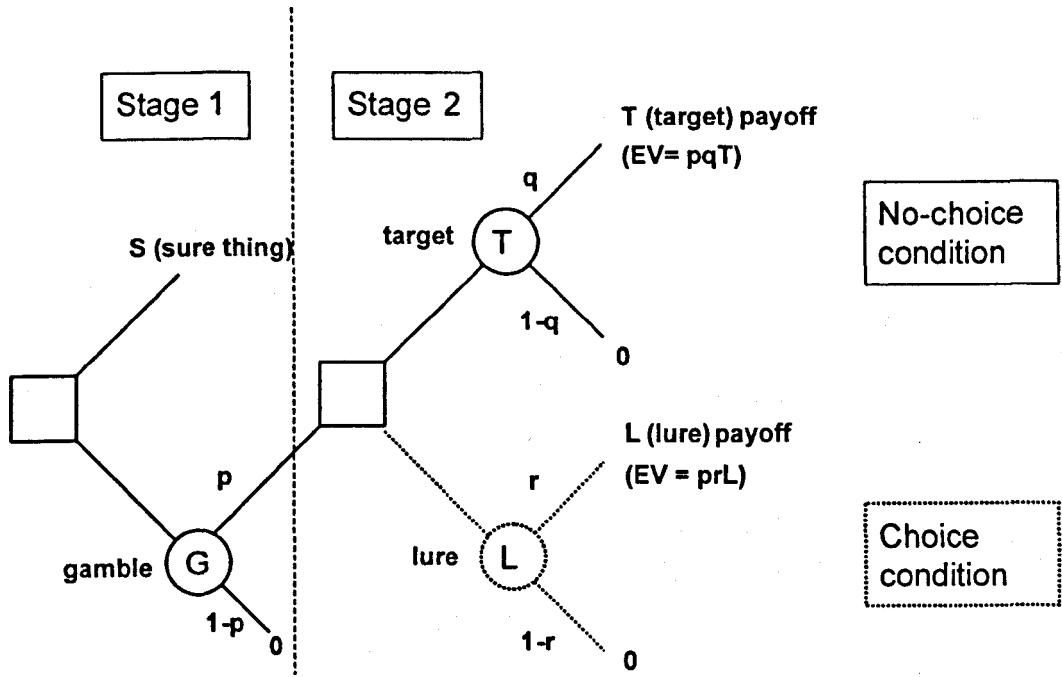 Stage 1
Stage 2
T (target) payoff
(EV= pqT)
q
No-choice
condition
S (sure thing)
target
T
1-q
0
L (lure) payoff
(EV = prL)
p
r
Choice
condition
gamble
G
lure
L
1-p
0
1-r
0